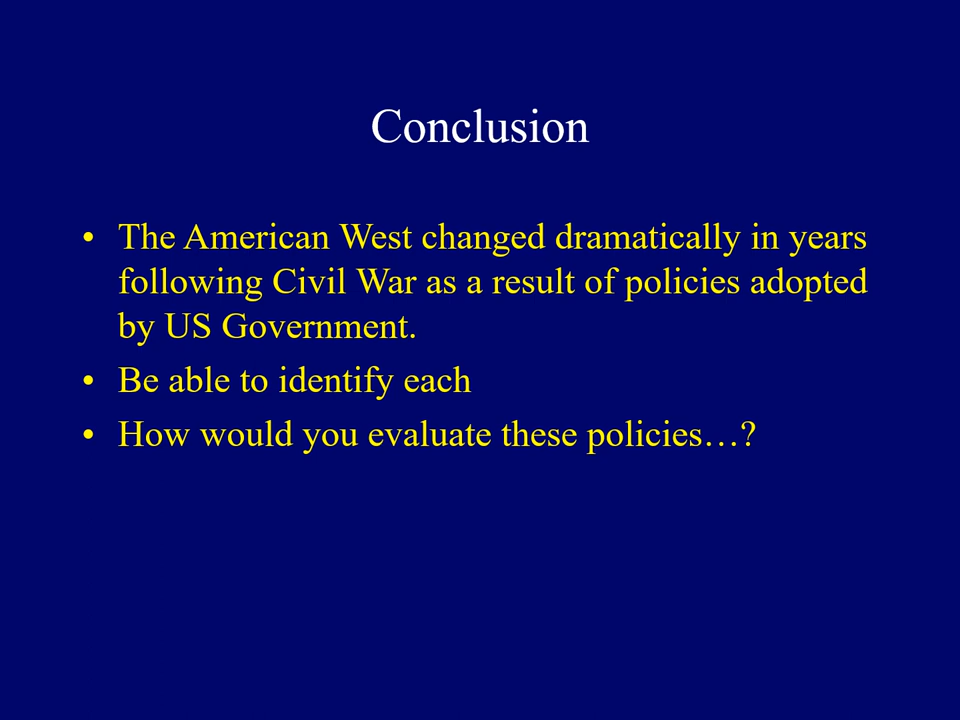 Conclusion
• The American West changed dramatically in years
following Civil War as a result of policies adopted
by US Government.
• Be able to identify each
• How would you evaluate these policies…?